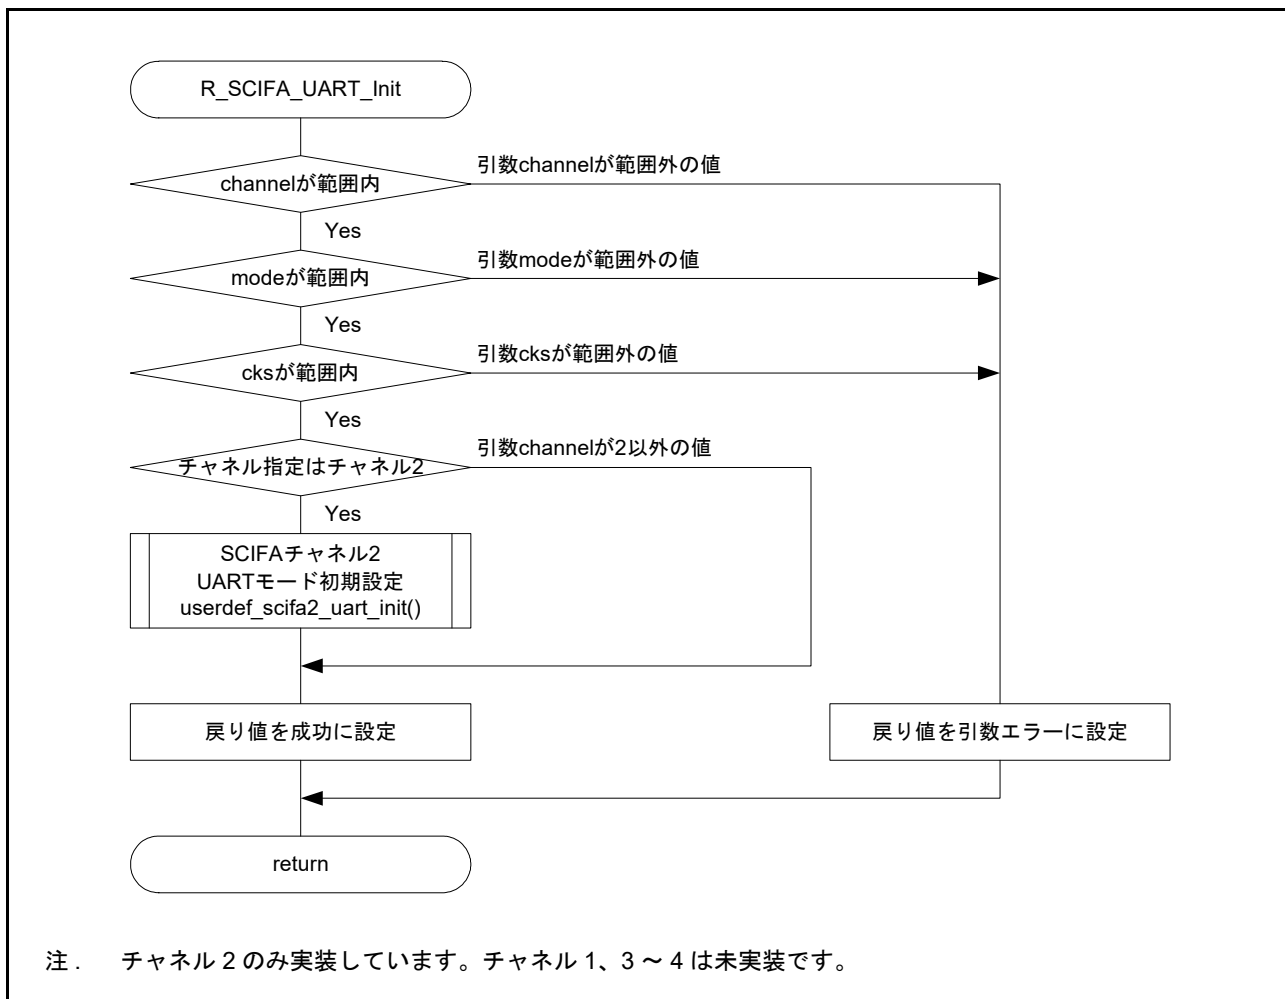 R_SCIFA_UART_Init
引数channelが範囲外の値
channelが範囲内
Yes
引数modeが範囲外の値
modeが範囲内
Yes
引数cksが範囲外の値
cksが範囲内
Yes
引数channelが2以外の値
チャネル指定はチャネル2
Yes
SCIFAチャネル2
UARTモード初期設定
userdef_scifa2_uart_init()
戻り値を成功に設定
戻り値を引数エラーに設定
return
注 . チャネル 2 のみ実装しています。チャネル 1、3 ～ 4 は未実装です。